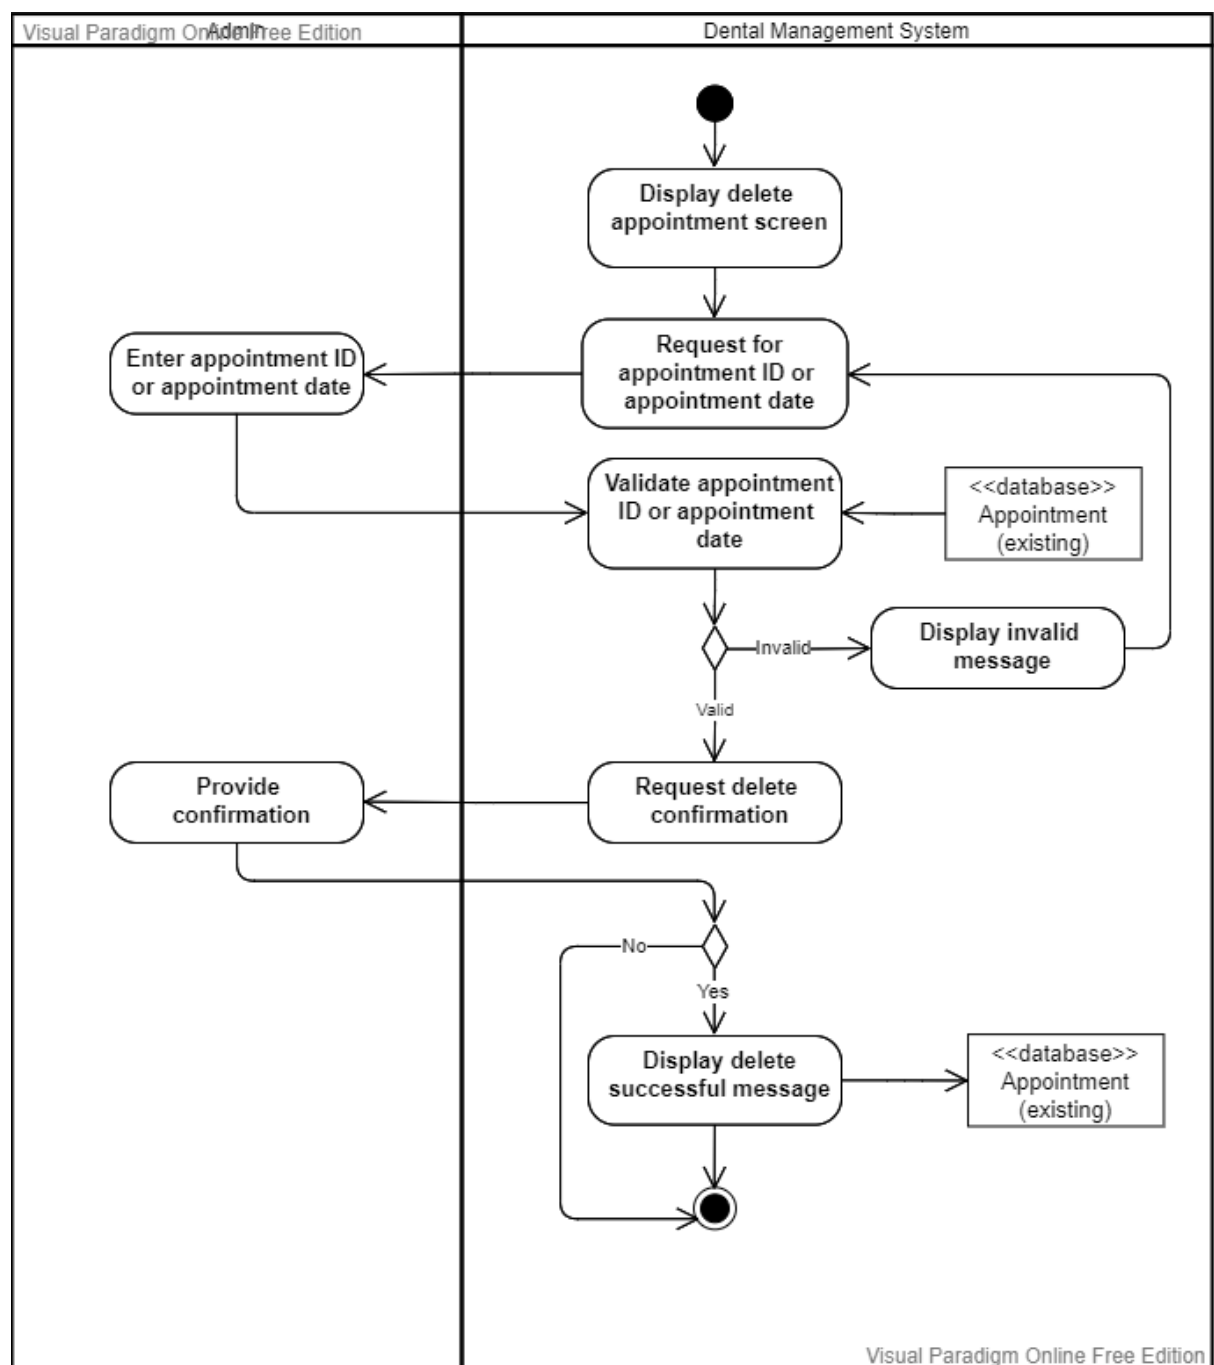 Visual Paradigm Online Free Edition
Admin
Dental Management System
Display delete
appointment screen
Request for
appointment ID or
appointment date
Enter appointment ID
or appointment date
Validate appointment
ID or appointment
date
<<database>>
Appointment
(existing)
Invalid
Display invalid
message
Valid
Request delete
confirmation
Provide
confirmation
No
Yes
Display delete
successful message
<<database>>
Appointment
(existing)
Visual Paradigm Online Free Edition